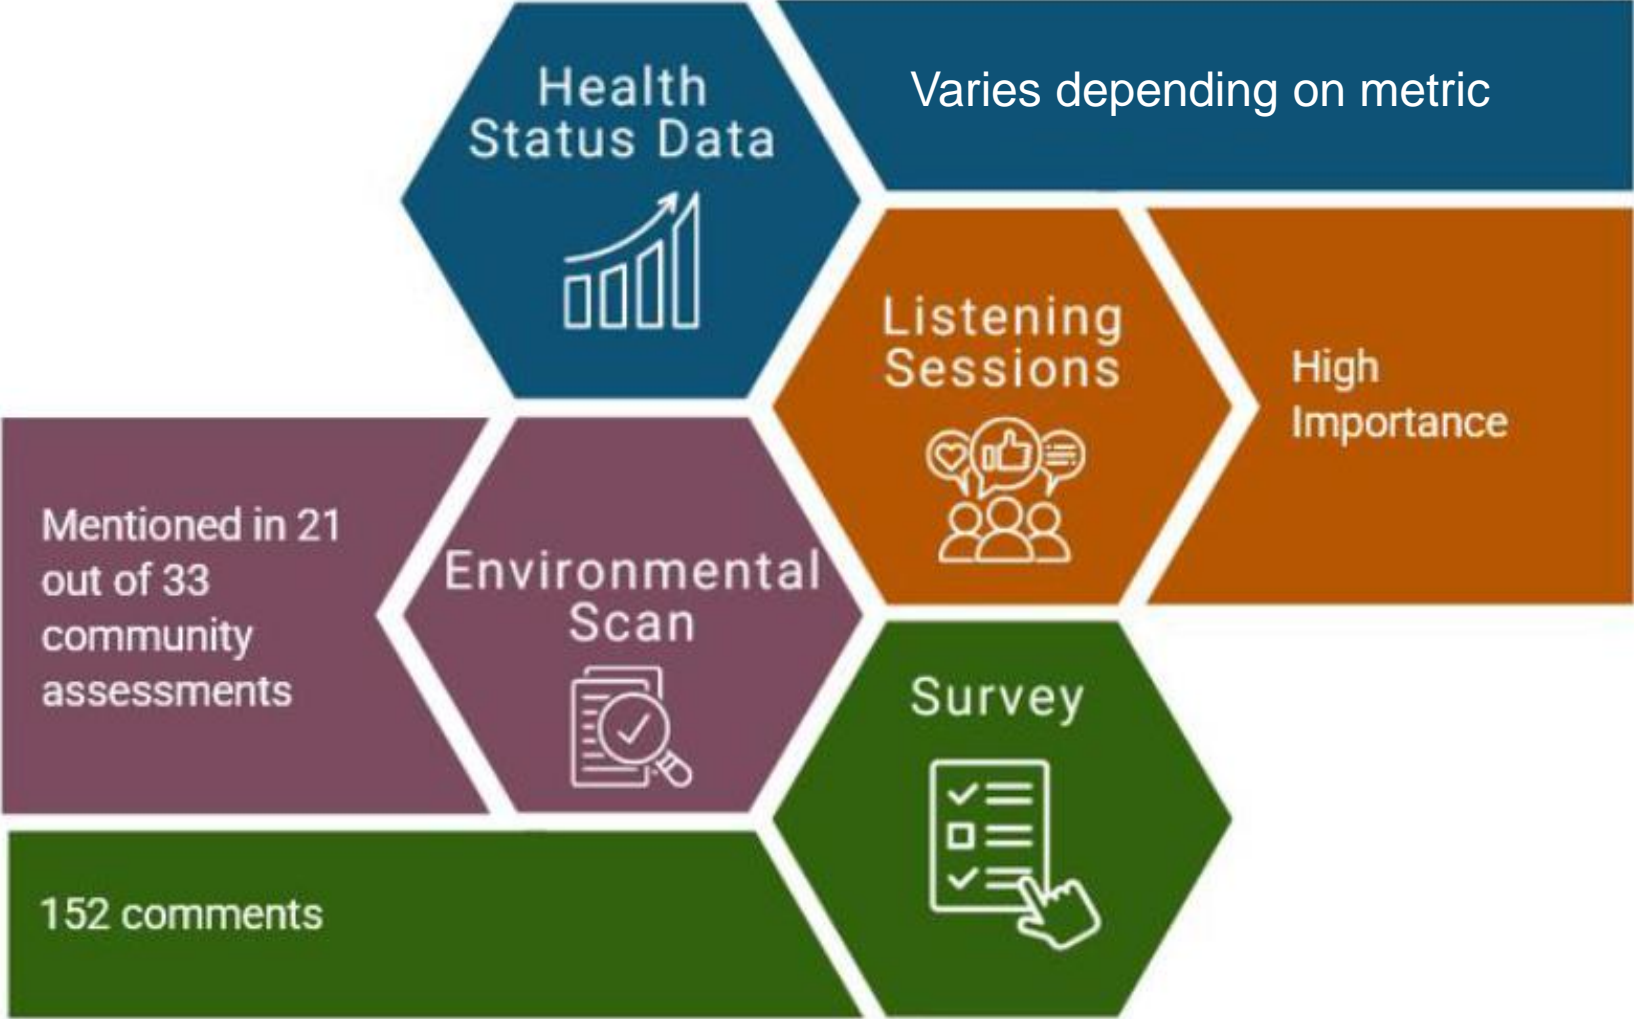 Health
Status Data
Varies depending on metric
Listening
Sessions
High
Importance
Mentioned in 21
out of 33
community
assessments
Environmental
Scan
Survey
152 comments